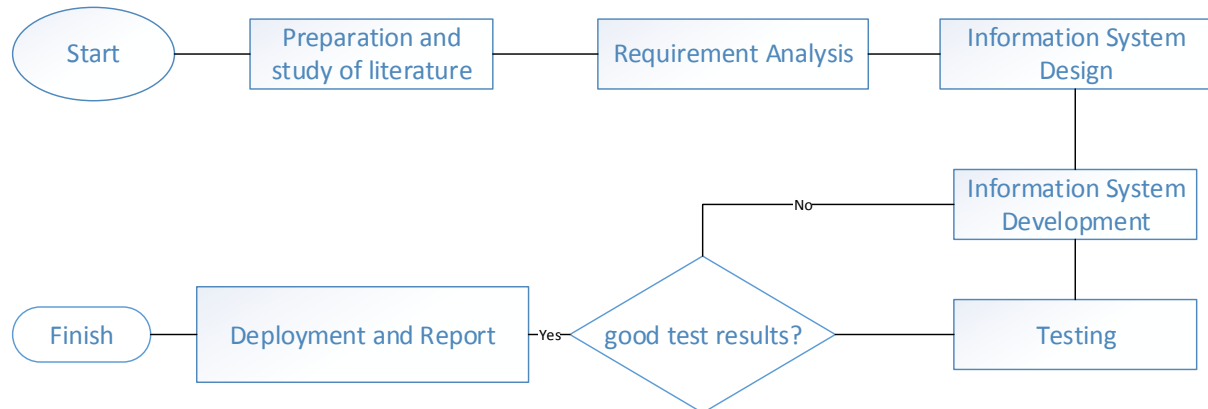 Start
Preparation and
study of literature
Requirement Analysis
Information System
Design
Information System
Development
No
Testing
good test results?
Yes
Deployment and Report
Finish